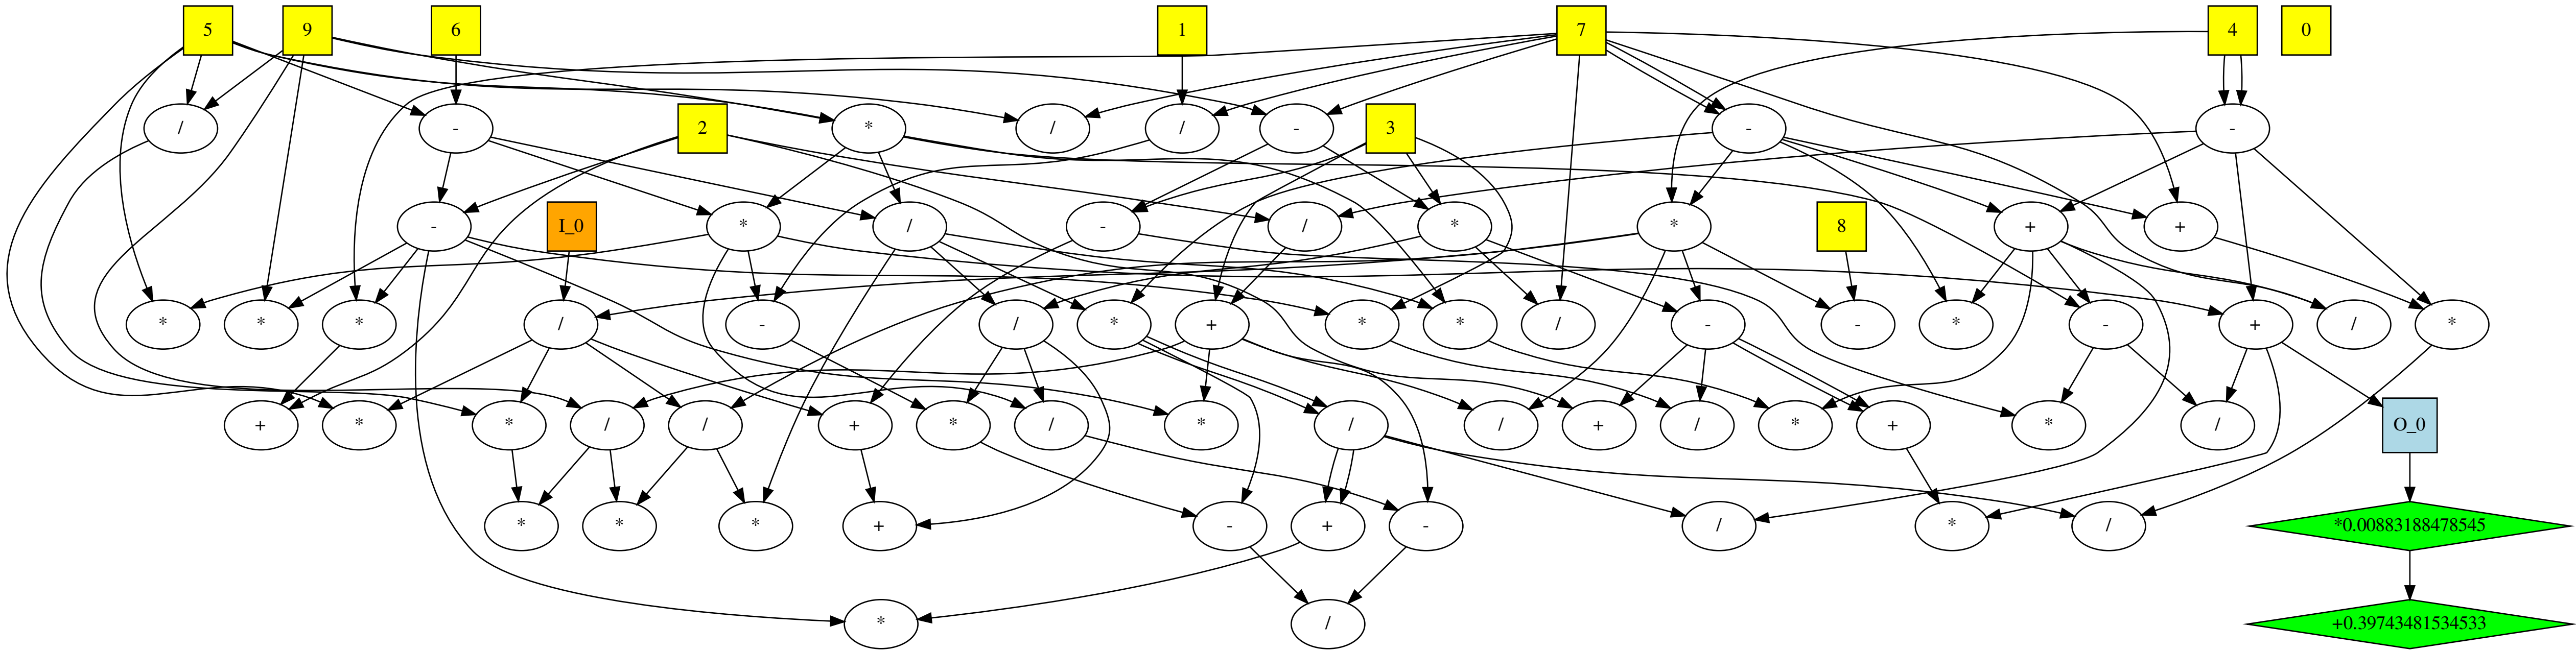 5 9 6 1 7 4 0
/ - 2 * / / - 3 - -
- I_0 * / - / * * 8 + +
* * * / - / * + * * / - - * - + / *
+ * * / / + * / * / / + / * + * / O_0
* * * + - + - / * / *0.00883188478545
* / +0.39743481534533